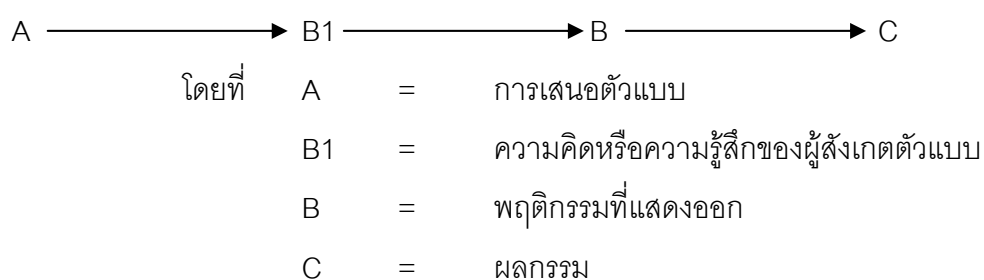 A B1 B C
โดยที่ A = การเสนอตัวแบบ
B1 = ความคิดหรือความรู้สึกของผู้สังเกตตัวแบบ
B = พฤติกรรมที่แสดงออก
C = ผลกรรม